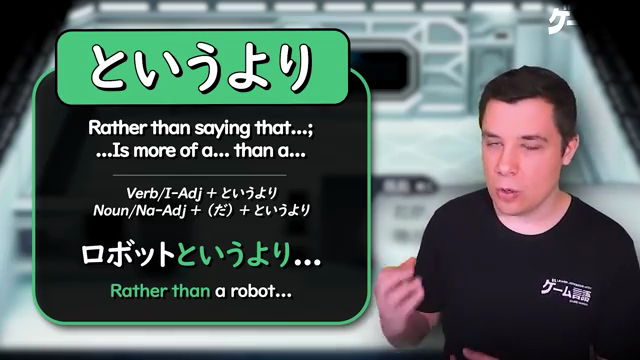 というより
Rather than saying that...;
...Is more of a... than a...
Verb/I-Adj + というより
Noun/Na-Adj + (だ) + というより
ロボットというより...
Rather than a robot...
ゲー
ゲーム言語